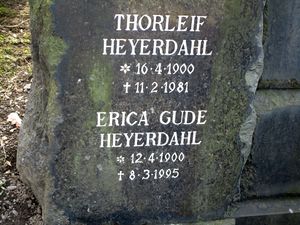 THORLEIF
HEYERDAHL
* 16·4·1900
† 11·2·1981
ERICA GUDE
HEYERDAHL
* 12·4·1900
† 8·3·1995